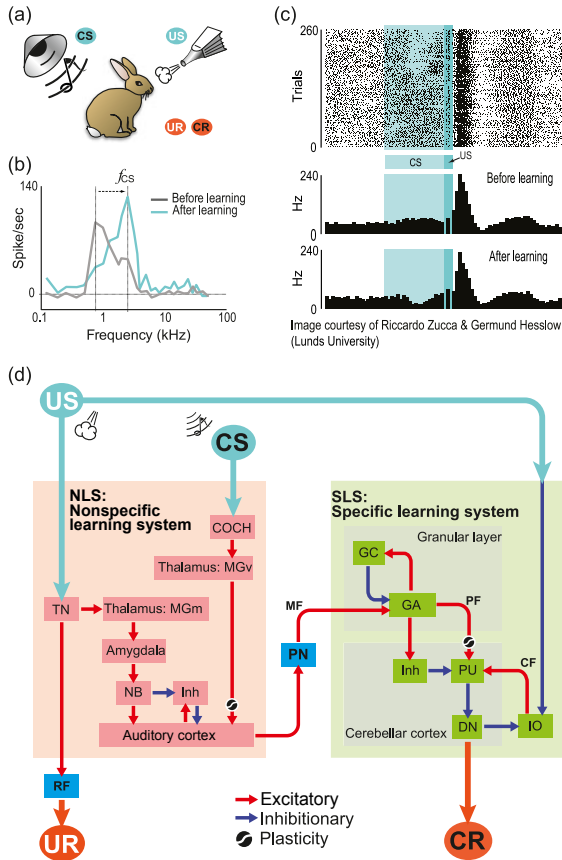 (a)
CS
US
UR
CR
(b)
fCS
140
Before learning
After learning
Spike/sec
0
0.1
1
10
100
Frequency (kHz)
(c)
260
Trials
0
CS
US
240
Before learning
Hz
0
240
After learning
Hz
0
Image courtesy of Riccardo Zucca & Germund Hesslow
(Lunds University)
(d)
US
CS
NLS:
Nonspecific
learning system
SLS:
Specific learning system
COCH
Thalamus: MGv
TN
Thalamus: MGm
Amygdala
NB
Inh
Auditory cortex
RF
UR
PN
MF
Granular layer
GC
GA
PF
Inh
PU
CF
DN
IO
Cerebellar cortex
CR
Excitatory
Inhibitionary
Plasticity